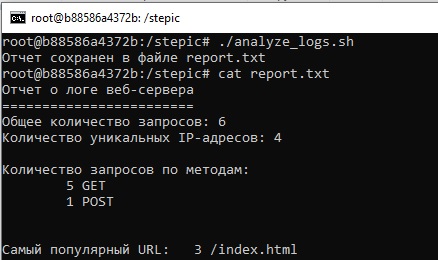 root@b88586a4372b: /stepic
root@b88586a4372b:/stepic# ./analyze_logs.sh
Отчет сохранен в файле report.txt
root@b88586a4372b:/stepic# cat report.txt
Отчет о логе веб-сервера
========================
Общее количество запросов: 6
Количество уникальных IP-адресов: 4
Количество запросов по методам:
5 GET
1 POST
Самый популярный URL:   3 /index.html